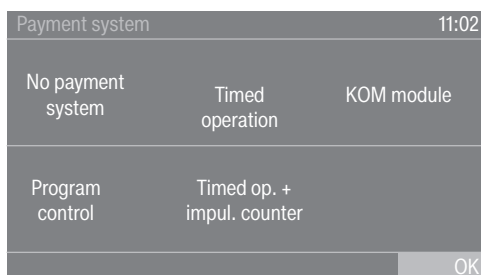 Payment system 11:02
No payment
system
Timed
operation
KOM module
Program
control
Timed op. +
impul. counter
OK